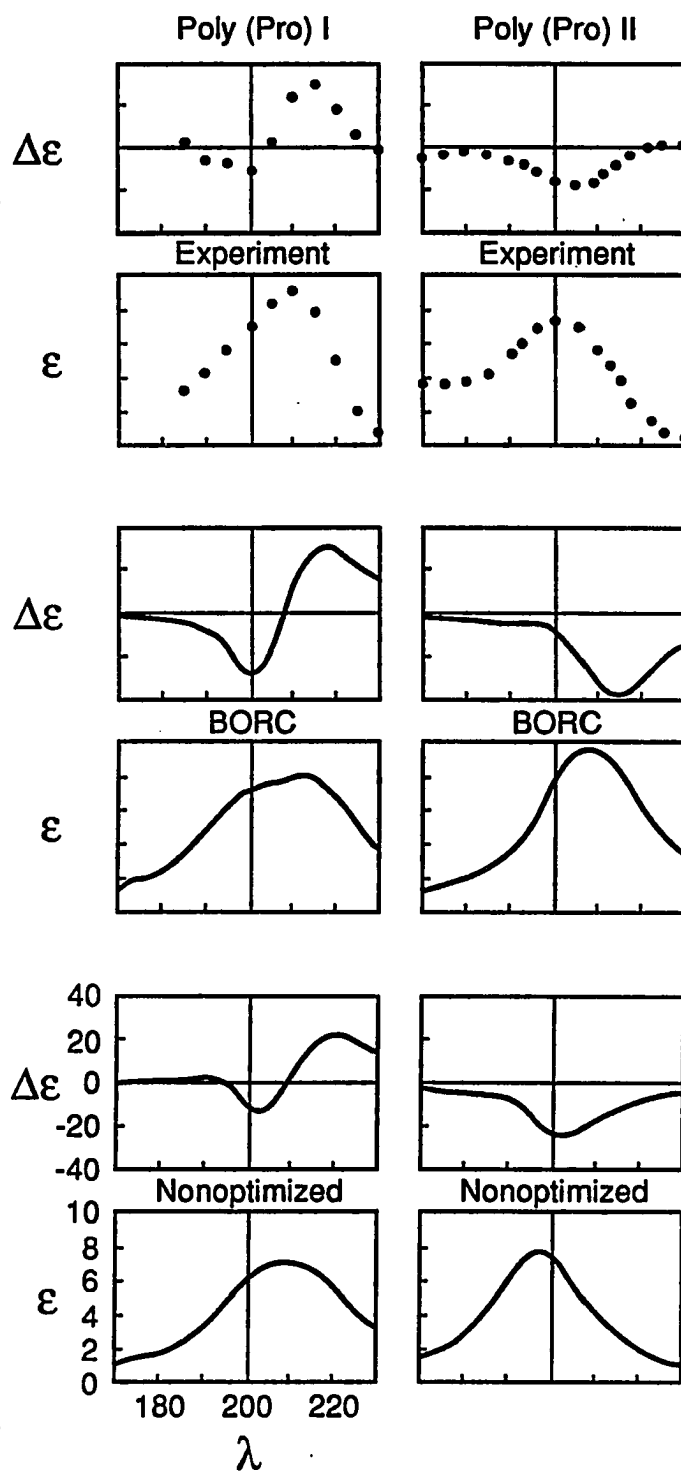 Poly (Pro) I
Poly (Pro) II
Δε
Experiment
Experiment
ε
Δε
BORC
BORC
ε
40
20
0
-20
-40
Δε
Nonoptimized
Nonoptimized
10
8
6
4
2
0
ε
180 200 220
λ